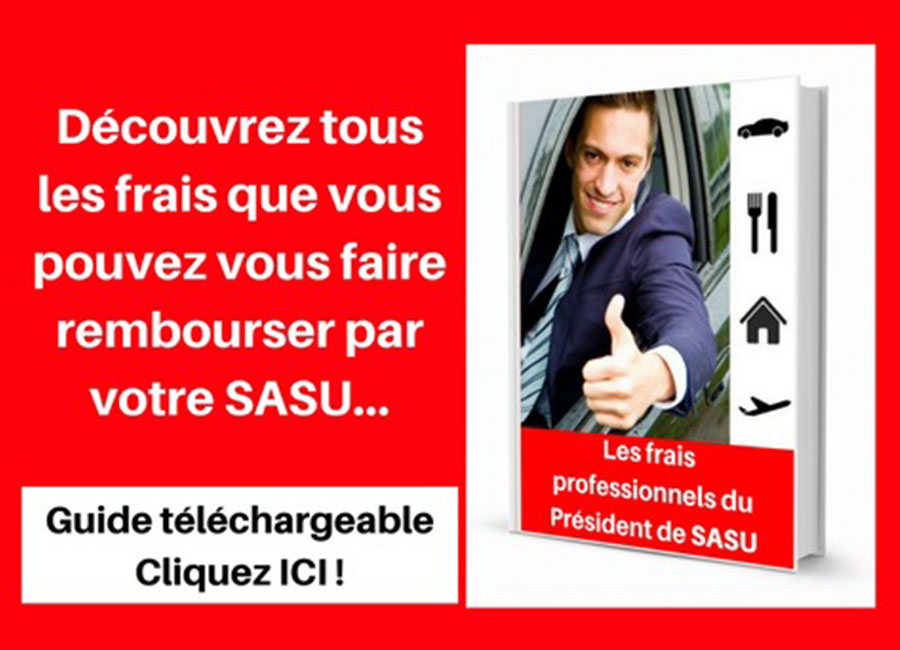 Découvrez tous
les frais que vous
pouvez vous faire
rembourser par
votre SASU...
Guide téléchargeable
Cliquez ICI !
Les frais
professionnels du
Président de SASU